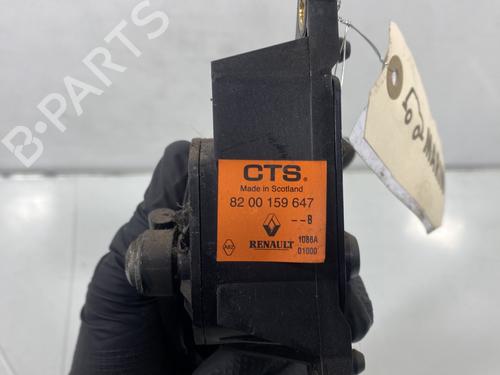 B-PARTS
CTS®
Made in Scotland
82 00 159 647
--B
RENAULT
1088A
01000